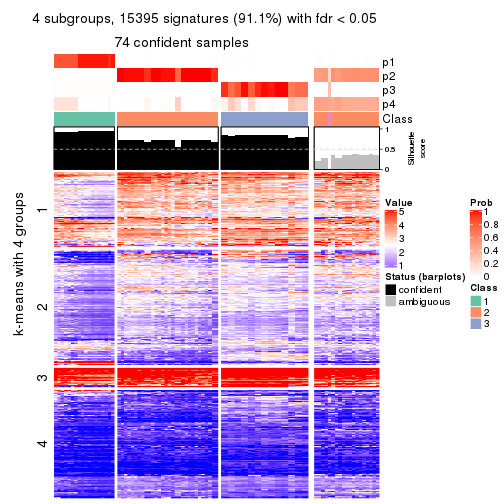 4 subgroups, 15395 signatures (91.1%) with fdr < 0.05
74 confident samples
p1
p2
p3
p4
Class
1
0.5
0
Silhouette
score
k-means with 4 groups
1
2
3
4
Value
5
4
3
2
1
Status (barplots)
confident
ambiguous
Prob
1
0.8
0.6
0.4
0.2
0
Class
1
2
3